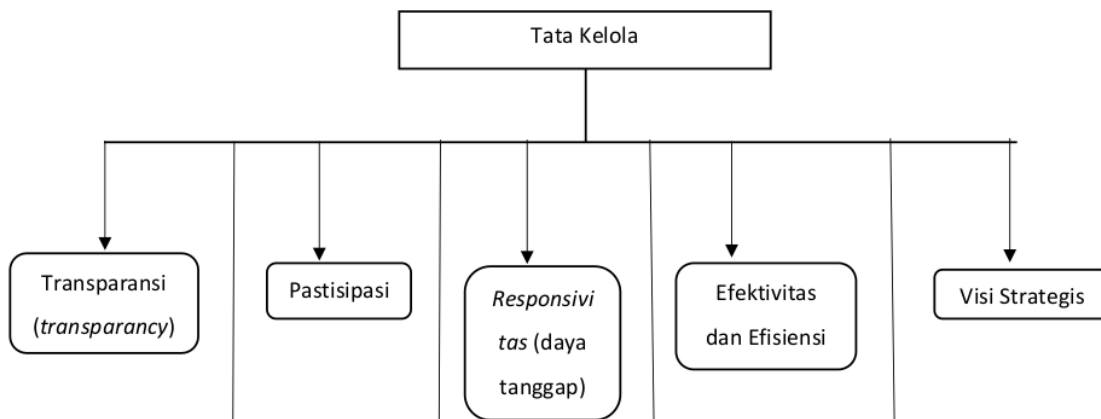 Tata Kelola
Transparansi
(transparancy)
Pastisipasi
Responsivi
tas (daya
tanggap)
Efektivitas
dan Efisiensi
Visi Strategis